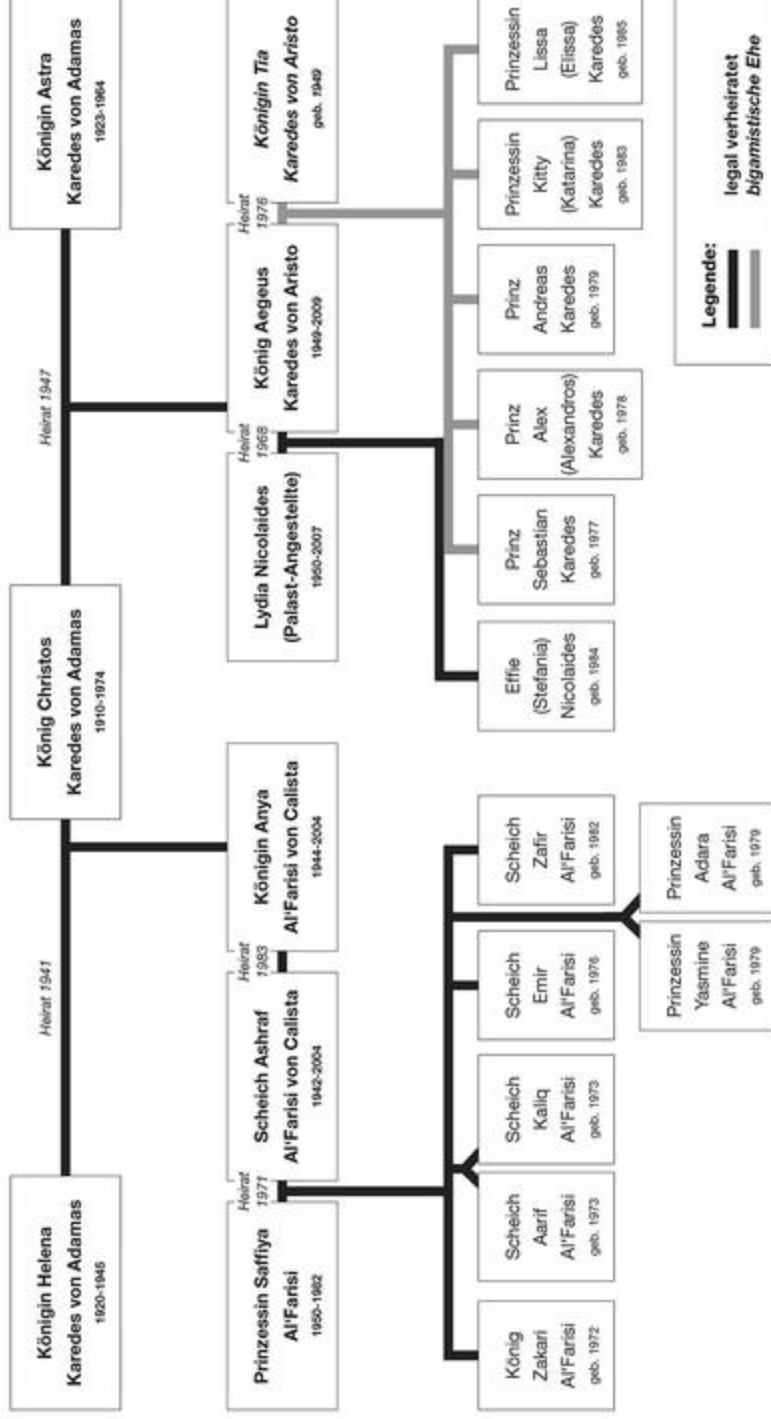 Königin Helena
Karedes von Adamas
1920-1945
Heirat 1941
König Christos
Karedes von Adamas
1910-1974
Heirat 1947
Königin Astra
Karedes von Adamas
1923-1964
Prinzessin Saffiya
Al'Farisi
1950-1982
Heirat
1971
Scheich Ashraf
Al'Farisi von Calista
1942-2004
Heirat
1983
Königin Anya
Al'Farisi von Calista
1944-2004
Lydia Nicolaides
(Palast-Angestellte)
1950-2007
Heirat
1968
König Aegeus
Karedes von Aristo
1949-2009
Heirat
1976
Königin Tia
Karedes von Aristo
geb. 1949
König
Zakari
Al'Farisi
geb. 1972
Scheich
Aarif
Al'Farisi
geb. 1973
Scheich
Kaliq
Al'Farisi
geb. 1973
Scheich
Emir
Al'Farisi
geb. 1976
Scheich
Zafir
Al'Farisi
geb. 1982
Effie
(Stefania)
Nicolaides
geb. 1984
Prinz
Sebastian
Karedes
geb. 1977
Prinz
Alex
(Alexandros)
Karedes
geb. 1978
Prinz
Andreas
Karedes
geb. 1979
Prinzessin
Kitty
(Katarina)
Karedes
geb. 1983
Prinzessin
Lissa
(Elissa)
Karedes
geb. 1985
Prinzessin
Yasmine
Al'Farisi
geb. 1979
Prinzessin
Adara
Al'Farisi
geb. 1979
Legende:
legal verheiratet
bigamistische Ehe